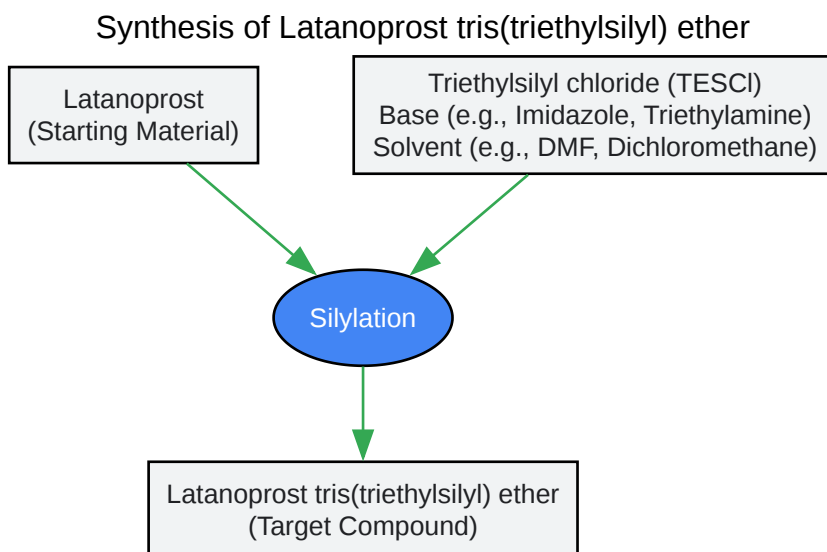 Synthesis of Latanoprost tris(triethylsilyl) ether
Latanoprost
(Starting Material)
Triethylsilyl chloride (TESCl)
Base (e.g., Imidazole, Triethylamine)
Solvent (e.g., DMF, Dichloromethane)
Silylation
Latanoprost tris(triethylsilyl) ether
(Target Compound)